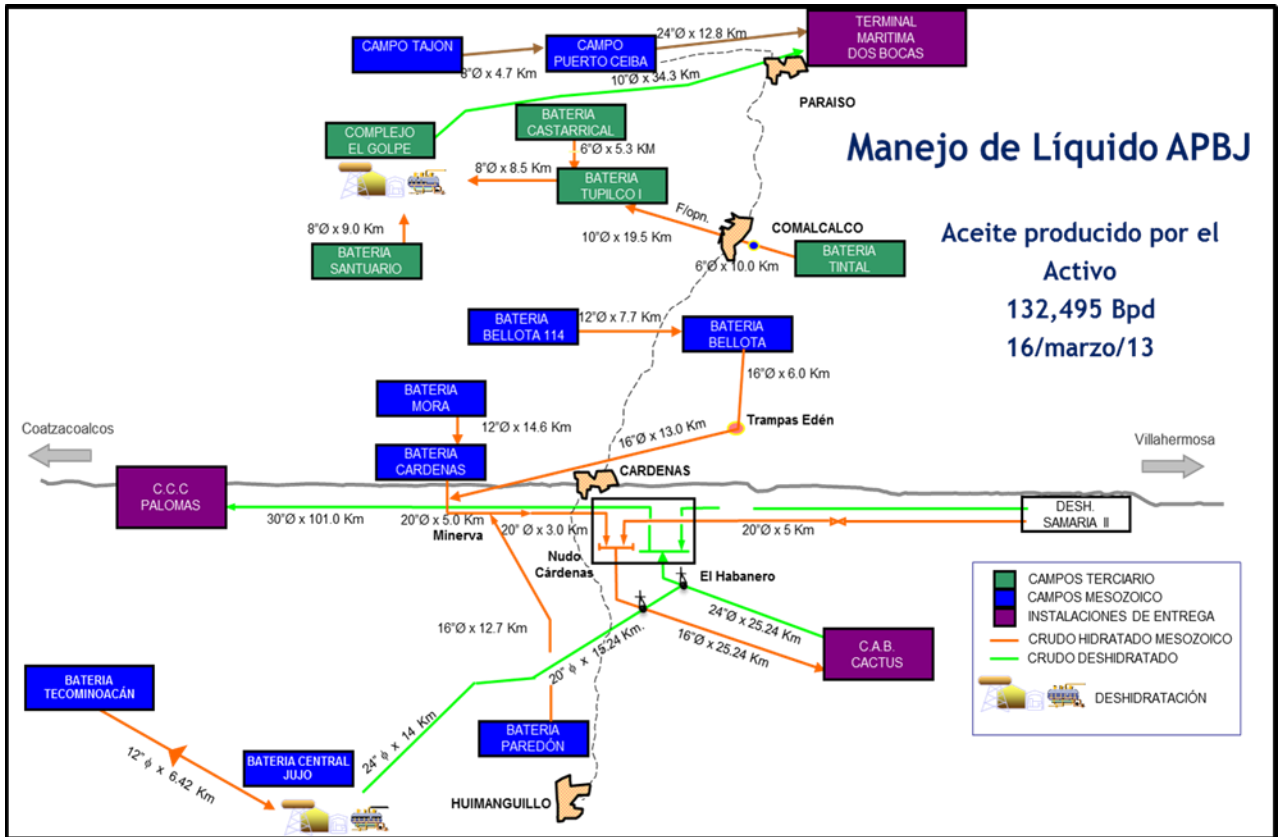 CAMPO TAJON
8"Ø x 4.7 Km
CAMPO
PUERTO CEIBA
24"Ø x 12.8 Km
TERMINAL
MARITIMA
DOS BOCAS
10"Ø x 34.3 Km
PARAISO
COMPLEJO
EL GOLPE
BATERIA
CASTARRICAL
6"Ø x 5.3 KM
8"Ø x 8.5 Km
BATERIA
TUPILCO I
8"Ø x 9.0 Km
BATERIA
SANTUARIO
F/opn.
10"Ø x 19.5 Km
COMALCALCO
6"Ø x 10.0 Km
BATERIA
TINTAL
Manejo de Líquido APBJ
Aceite producido por el
Activo
132,495 Bpd
16/marzo/13
BATERIA
BELLOTA 114
12"Ø x 7.7 Km
BATERIA
BELLOTA
16"Ø x 6.0 Km
Trampas Edén
BATERIA
MORA
12"Ø x 14.6 Km
BATERIA
CARDENAS
16"Ø x 13.0 Km
Coatzacoalcos
Villahermosa
CARDENAS
C.C.C
PALOMAS
30"Ø x 101.0 Km
20"Ø x 5.0 Km
Minerva
20" Ø x 3.0 Km
20"Ø x 5 Km
DESH.
SAMARIA II
Nudo
Cárdenas
El Habanero
24"Ø x 25.24 Km
16"Ø x 25.24 Km
C.A.B.
CACTUS
16"Ø x 12.7 Km
20" ϕ x 15.24 Km.
24" ϕ x 14 Km
BATERIA
TECOMINOACÁN
12" ϕ x 6.42 Km
BATERIA CENTRAL
JUJO
BATERIA
PAREDÓN
HUIMANGUILLO
CAMPOS TERCIARIO
CAMPOS MESOZOICO
INSTALACIONES DE ENTREGA
CRUDO HIDRATADO MESOZOICO
CRUDO DESHIDRATADO
DESHIDRATACIÓN